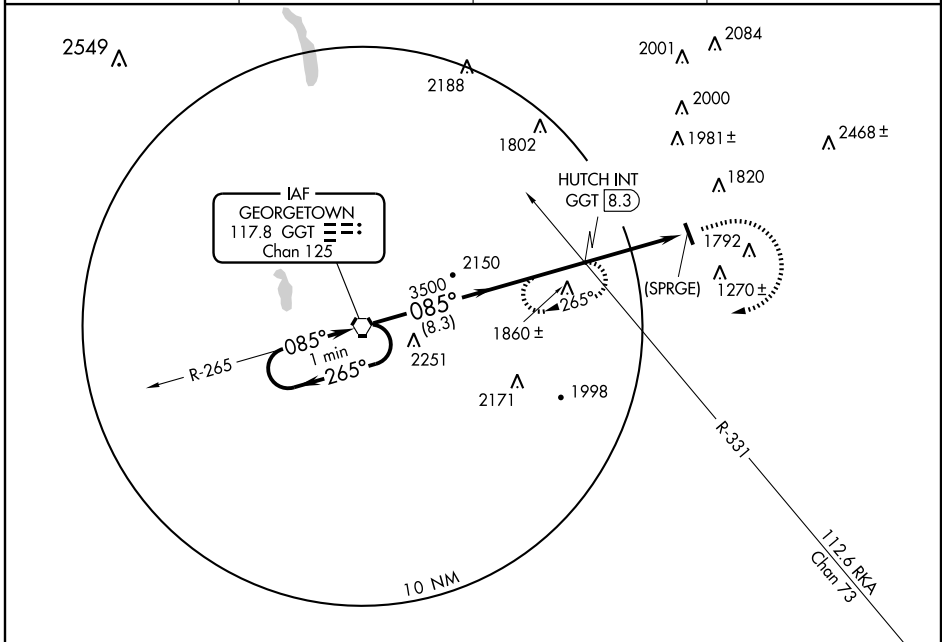 2549
2188
1802
2001
2084
2000
1981±
2468±
1820
HUTCH INT
GGT 8.3
IAF
GEORGETOWN
117.8 GGT
Chan 125
1792
(SPRGE)
1270±
2150
3500
085°
(8.3)
265°
1860±
085°
1 min
265°
R-265
2251
2171
1998
R-331
112.6 RKA
Chan 73
10 NM